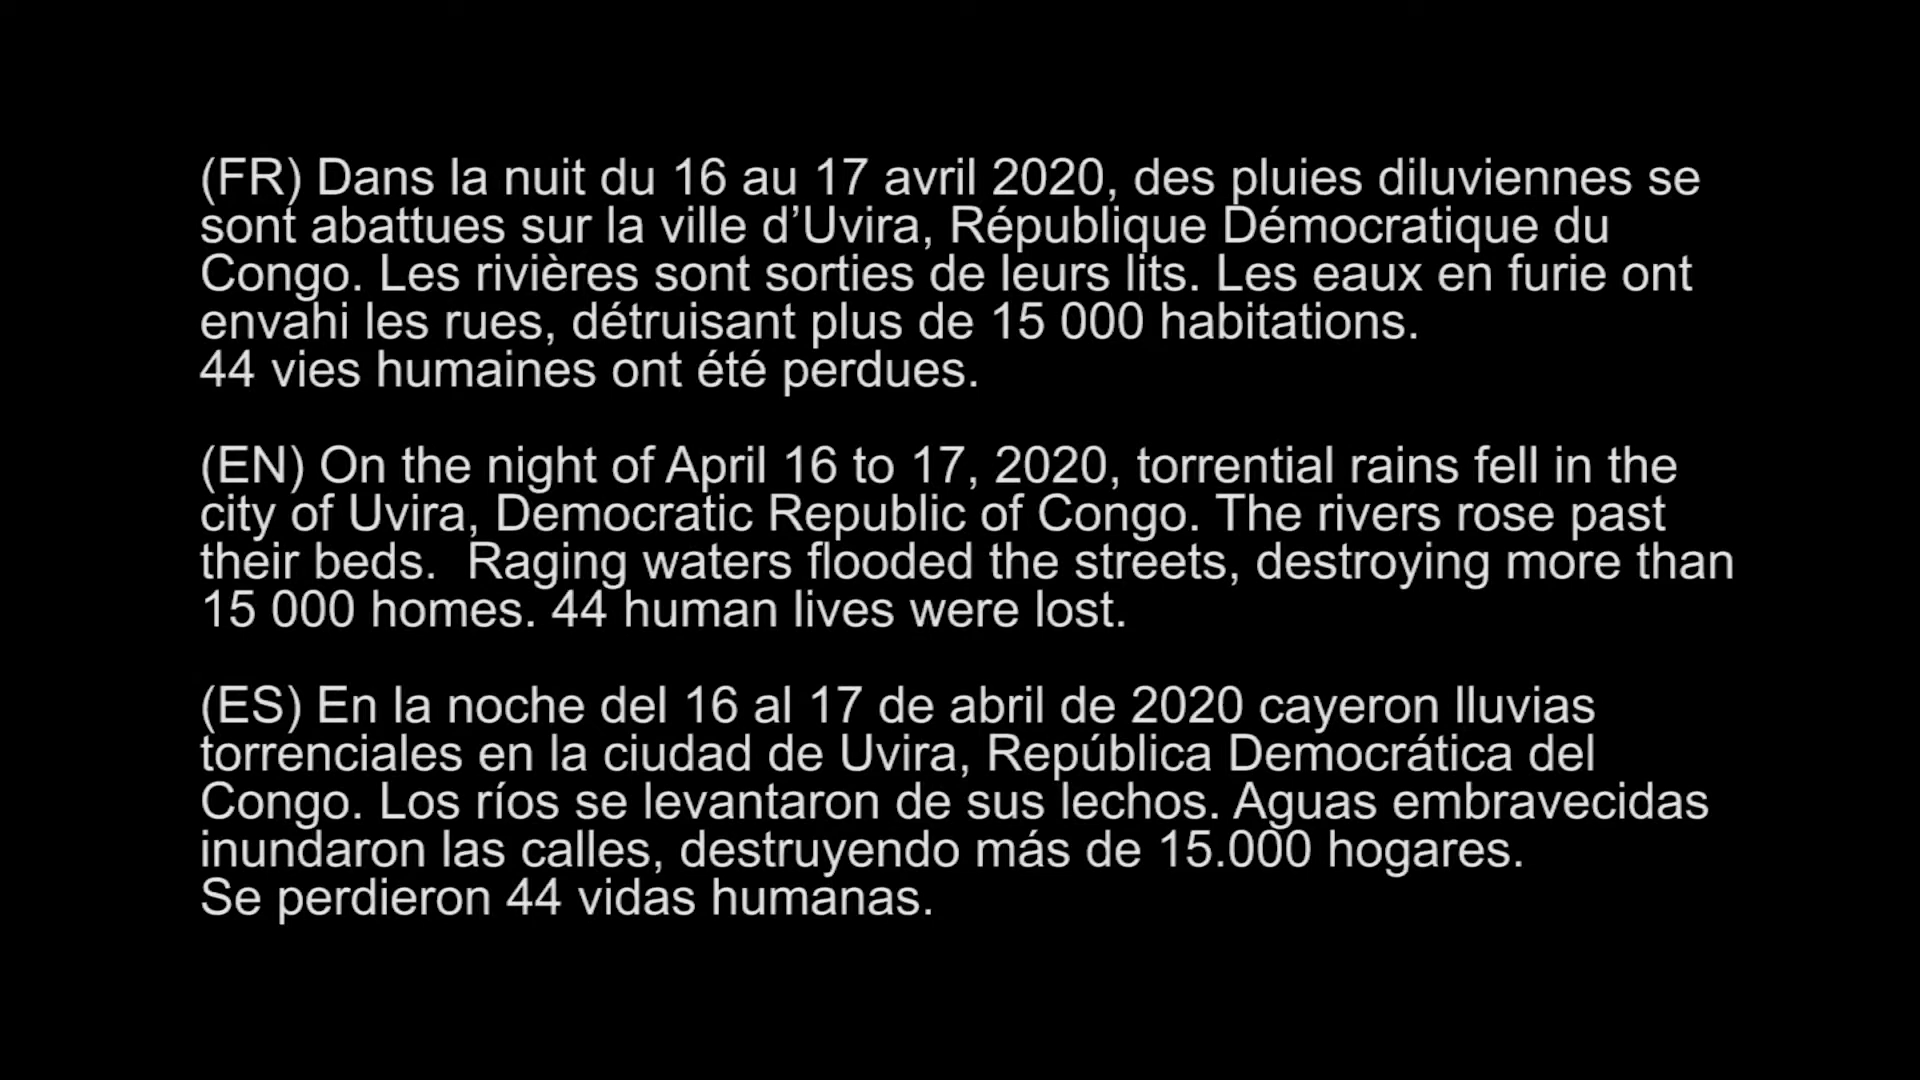 (FR) Dans la nuit du 16 au 17 avril 2020, des pluies diluviennes se
sont abattues sur la ville d’Uvira, République Démocratique du
Congo. Les rivières sont sorties de leurs lits. Les eaux en furie ont
envahi les rues, détruisant plus de 15 000 habitations.
44 vies humaines ont été perdues.
(EN) On the night of April 16 to 17, 2020, torrential rains fell in the
city of Uvira, Democratic Republic of Congo. The rivers rose past
their beds.  Raging waters flooded the streets, destroying more than
15 000 homes. 44 human lives were lost.
(ES) En la noche del 16 al 17 de abril de 2020 cayeron lluvias
torrenciales en la ciudad de Uvira, República Democrática del
Congo. Los ríos se levantaron de sus lechos. Aguas embravecidas
inundaron las calles, destruyendo más de 15.000 hogares.
Se perdieron 44 vidas humanas.